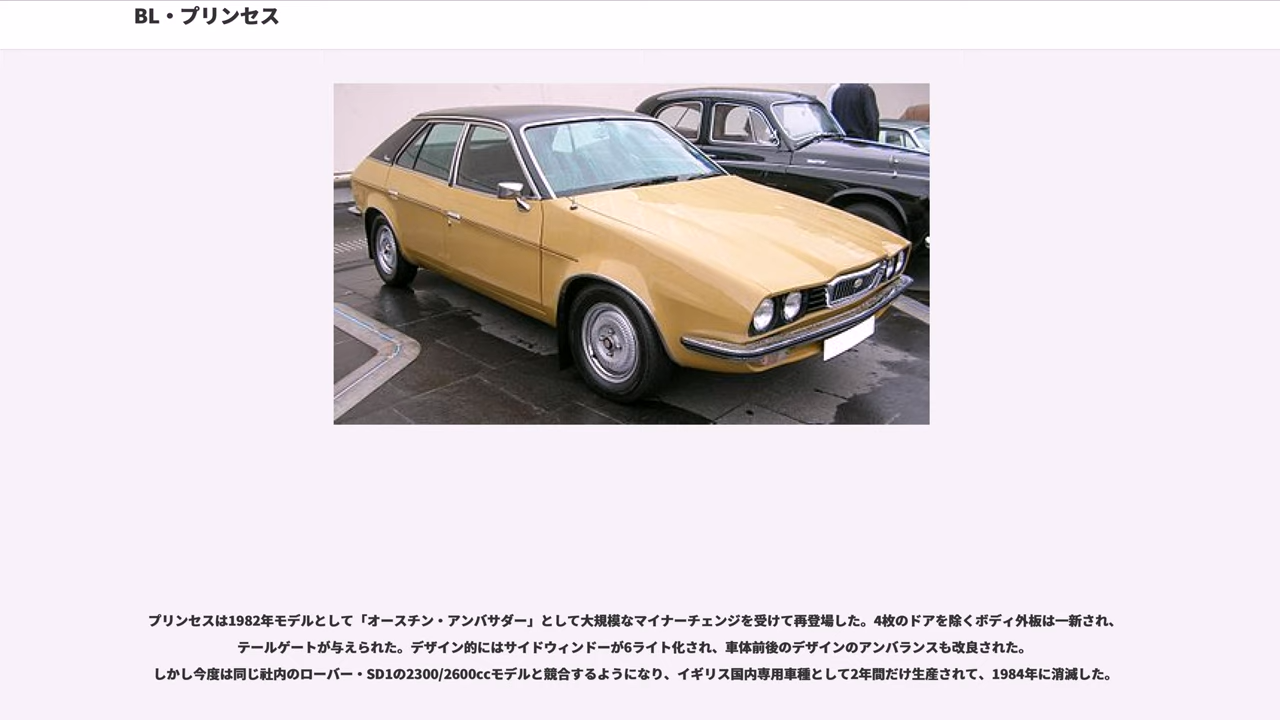 BL・プリンセス
プリンセスは1982年モデルとして「オースチン・アンバサダー」として大規模なマイナーチェンジを受けて再登場した。4枚のドアを除くボディ外板は一新され、
テールゲートが与えられた。デザイン的にはサイドウィンドーが6ライト化され、車体前後のデザインのアンバランスも改良された。
しかし今度は同じ社内のローバー・SD1の2300/2600ccモデルと競合するようになり、イギリス国内専用車種として2年間だけ生産されて、1984年に消滅した。